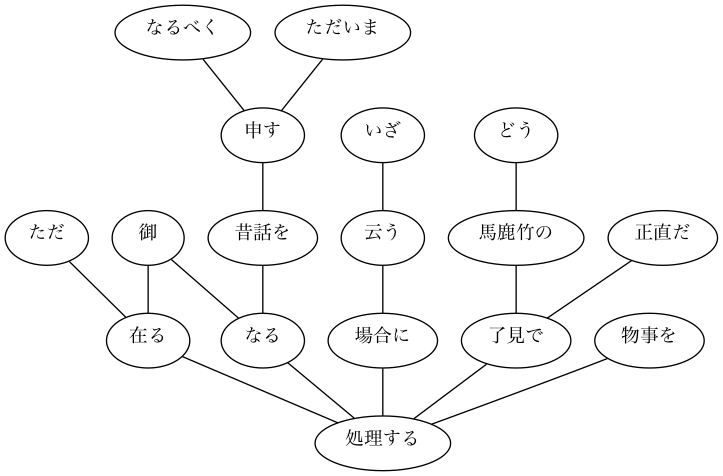 なるべく
ただいま
申す
いざ
どう
ただ
御
昔話を
云う
馬鹿竹の
正直だ
在る
なる
場合に
了見で
物事を
処理する